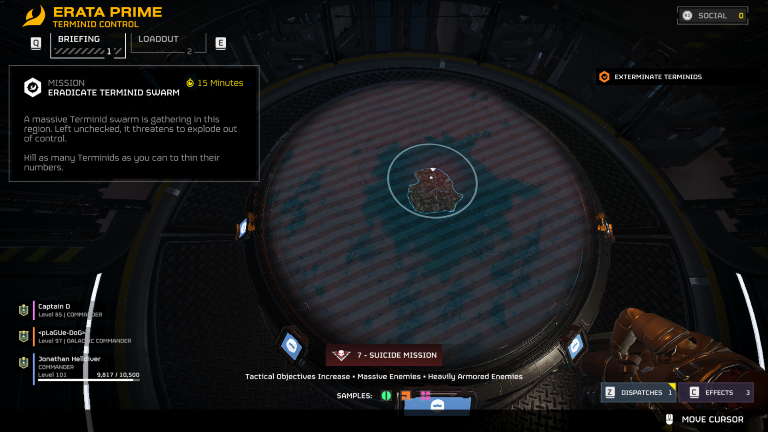 ERATA PRIME
TERMINID CONTROL
SOCIAL 0
Q BRIEFING 1 LOADOUT 2 E
MISSION 15 Minutes
ERADICATE TERMINID SWARM
A massive Terminid swarm is gathering in this
region. Left unchecked, it threatens to explode out
of control.
Kill as many Terminids as you can to thin their
numbers.
EXTERMINATE TERMINIDS
Captain D
Level 85 | COMMANDER
<pLaGUe-DoG>
Level 97 | GALACTIC COMMANDER
Jonathan Helldiver
COMMANDER
Level 101 9,817 / 10,500
7 - SUICIDE MISSION
Tactical Objectives Increase • Massive Enemies • Heavily Armored Enemies
SAMPLES:
Z DISPATCHES 1 C EFFECTS 3
MOVE CURSOR